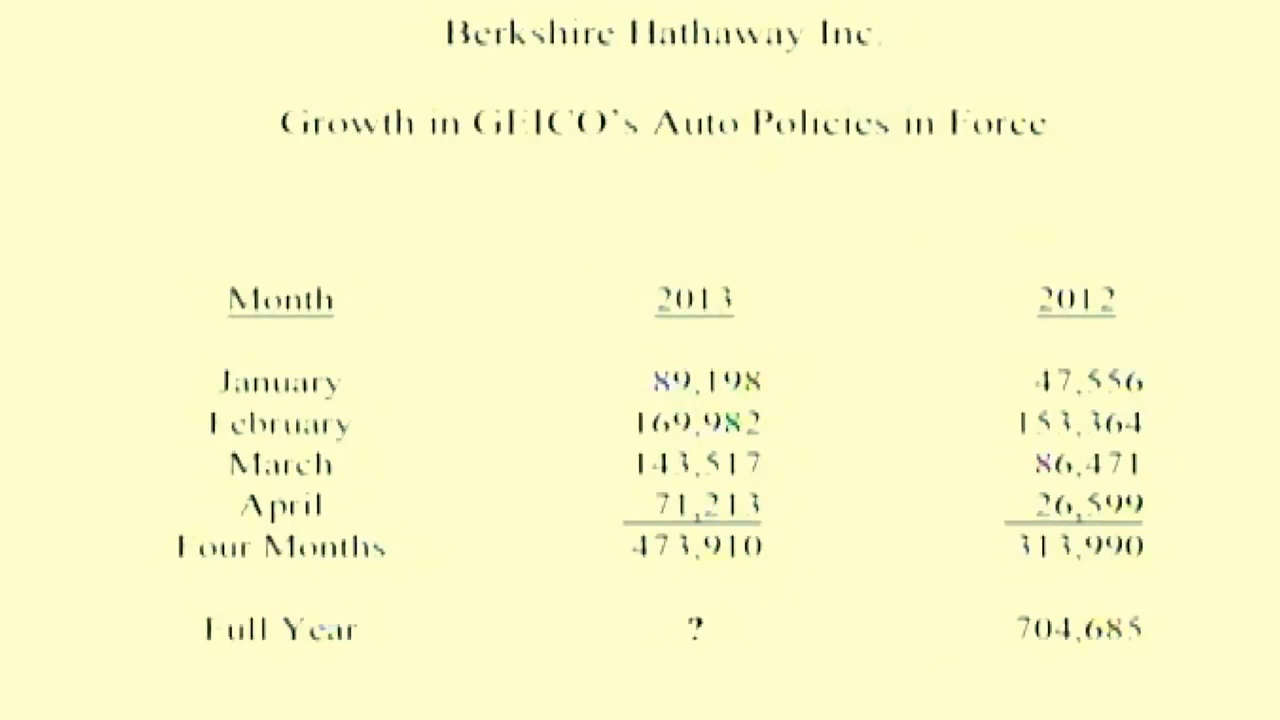 Berkshire Hathaway Inc.
Growth in GEICO's Auto Policies in Force
Month 2013 2012
January 89,198 47,556
February 169,982 153,364
March 143,517 86,471
April 71,213 26,599
Four Months 473,910 313,990
Full Year ? 704,685